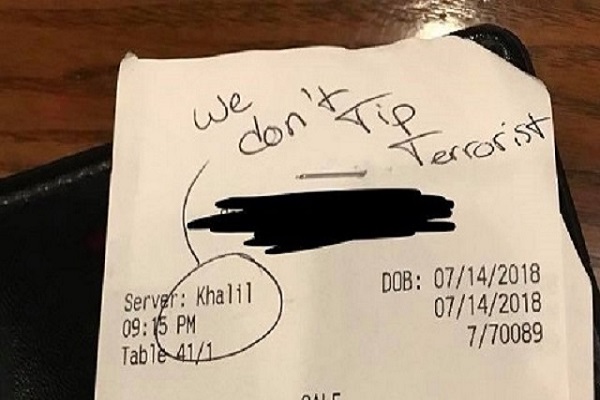 We
don't Tip
Terrorist
DOB: 07/14/2018
Server: Khalil 07/14/2018
09:15 PM 7/70089
Table 41/1